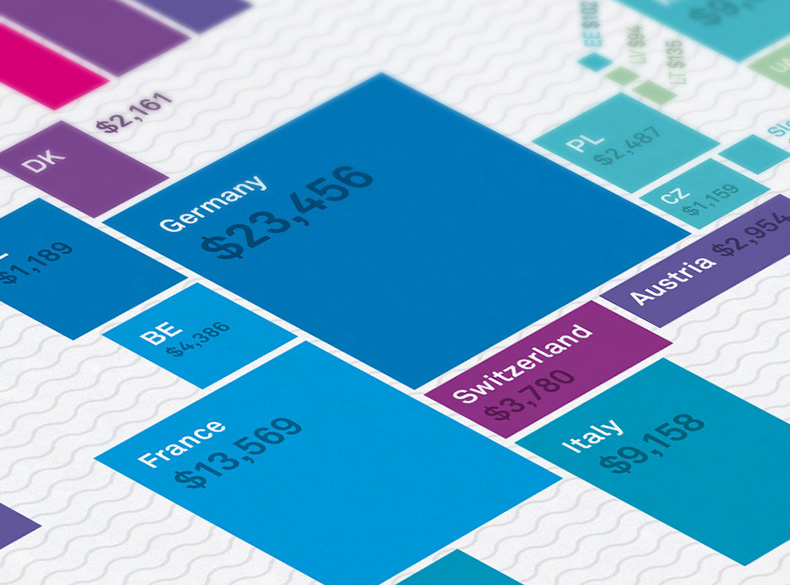 EE $102
LV $94
LT $135
$2,161
DK
PL
$2,487
Germany
$23,456
CZ
$1,159
$1,189
Austria $2,954
BE
$4,386
Switzerland
$3,780
France
$13,569
Italy
$9,158